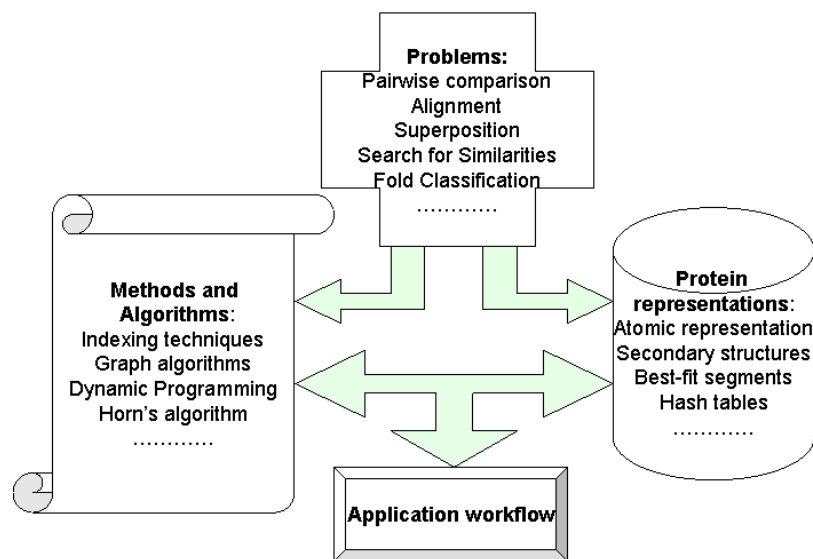 Problems:
Pairwise comparison
Alignment
Superposition
Search for Similarities
Fold Classification
............
Methods and
Algorithms:
Indexing techniques
Graph algorithms
Dynamic Programming
Horn's algorithm
............
Protein
representations:
Atomic representation
Secondary structures
Best-fit segments
Hash tables
............
Application workflow